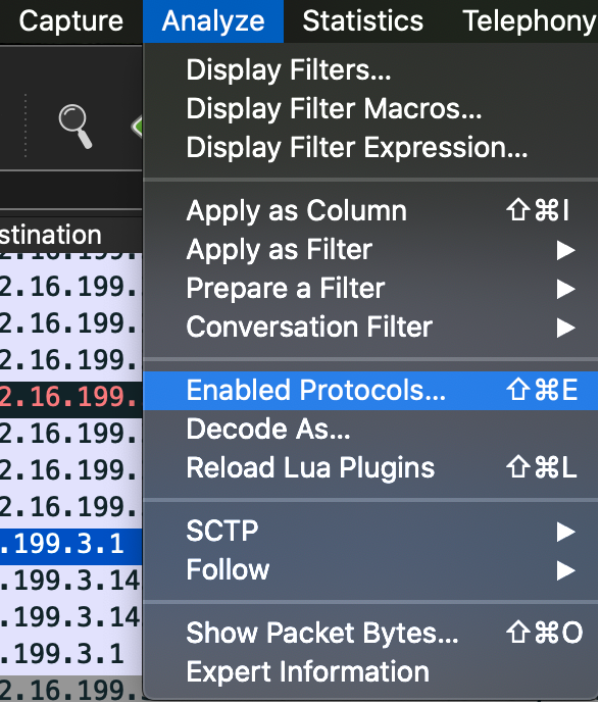 Capture Analyze Statistics Telephony
Display Filters...
Display Filter Macros...
Display Filter Expression...
stination
Apply as Column ⇧⌘I
Apply as Filter ▶
Prepare a Filter ▶
Conversation Filter ▶
Enabled Protocols... ⇧⌘E
Decode As...
Reload Lua Plugins ⇧⌘L
SCTP ▶
Follow ▶
Show Packet Bytes... ⇧⌘O
Expert Information
2.16.199.
2.16.199.
2.16.199.
2.16.199.
2.16.199.
2.16.199.
2.16.199.
2.16.199.
.199.3.1
.199.3.14
.199.3.14
.199.3.1
2.16.199.